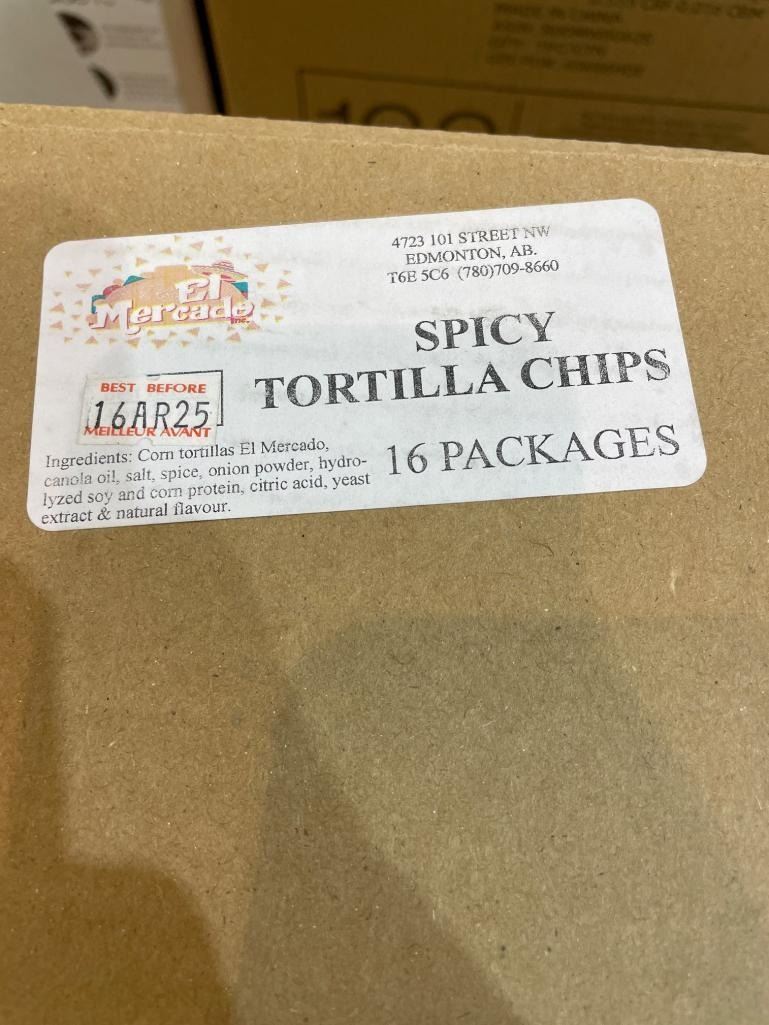 El
Mercado
Inc.
4723 101 STREET NW
EDMONTON, AB.
T6E 5C6 (780)709-8660
SPICY
TORTILLA CHIPS
16 PACKAGES
BEST BEFORE
16AR25
MEILLEUR AVANT
Ingredients: Corn tortillas El Mercado,
canola oil, salt, spice, onion powder, hydro-
lyzed soy and corn protein, citric acid, yeast
extract & natural flavour.